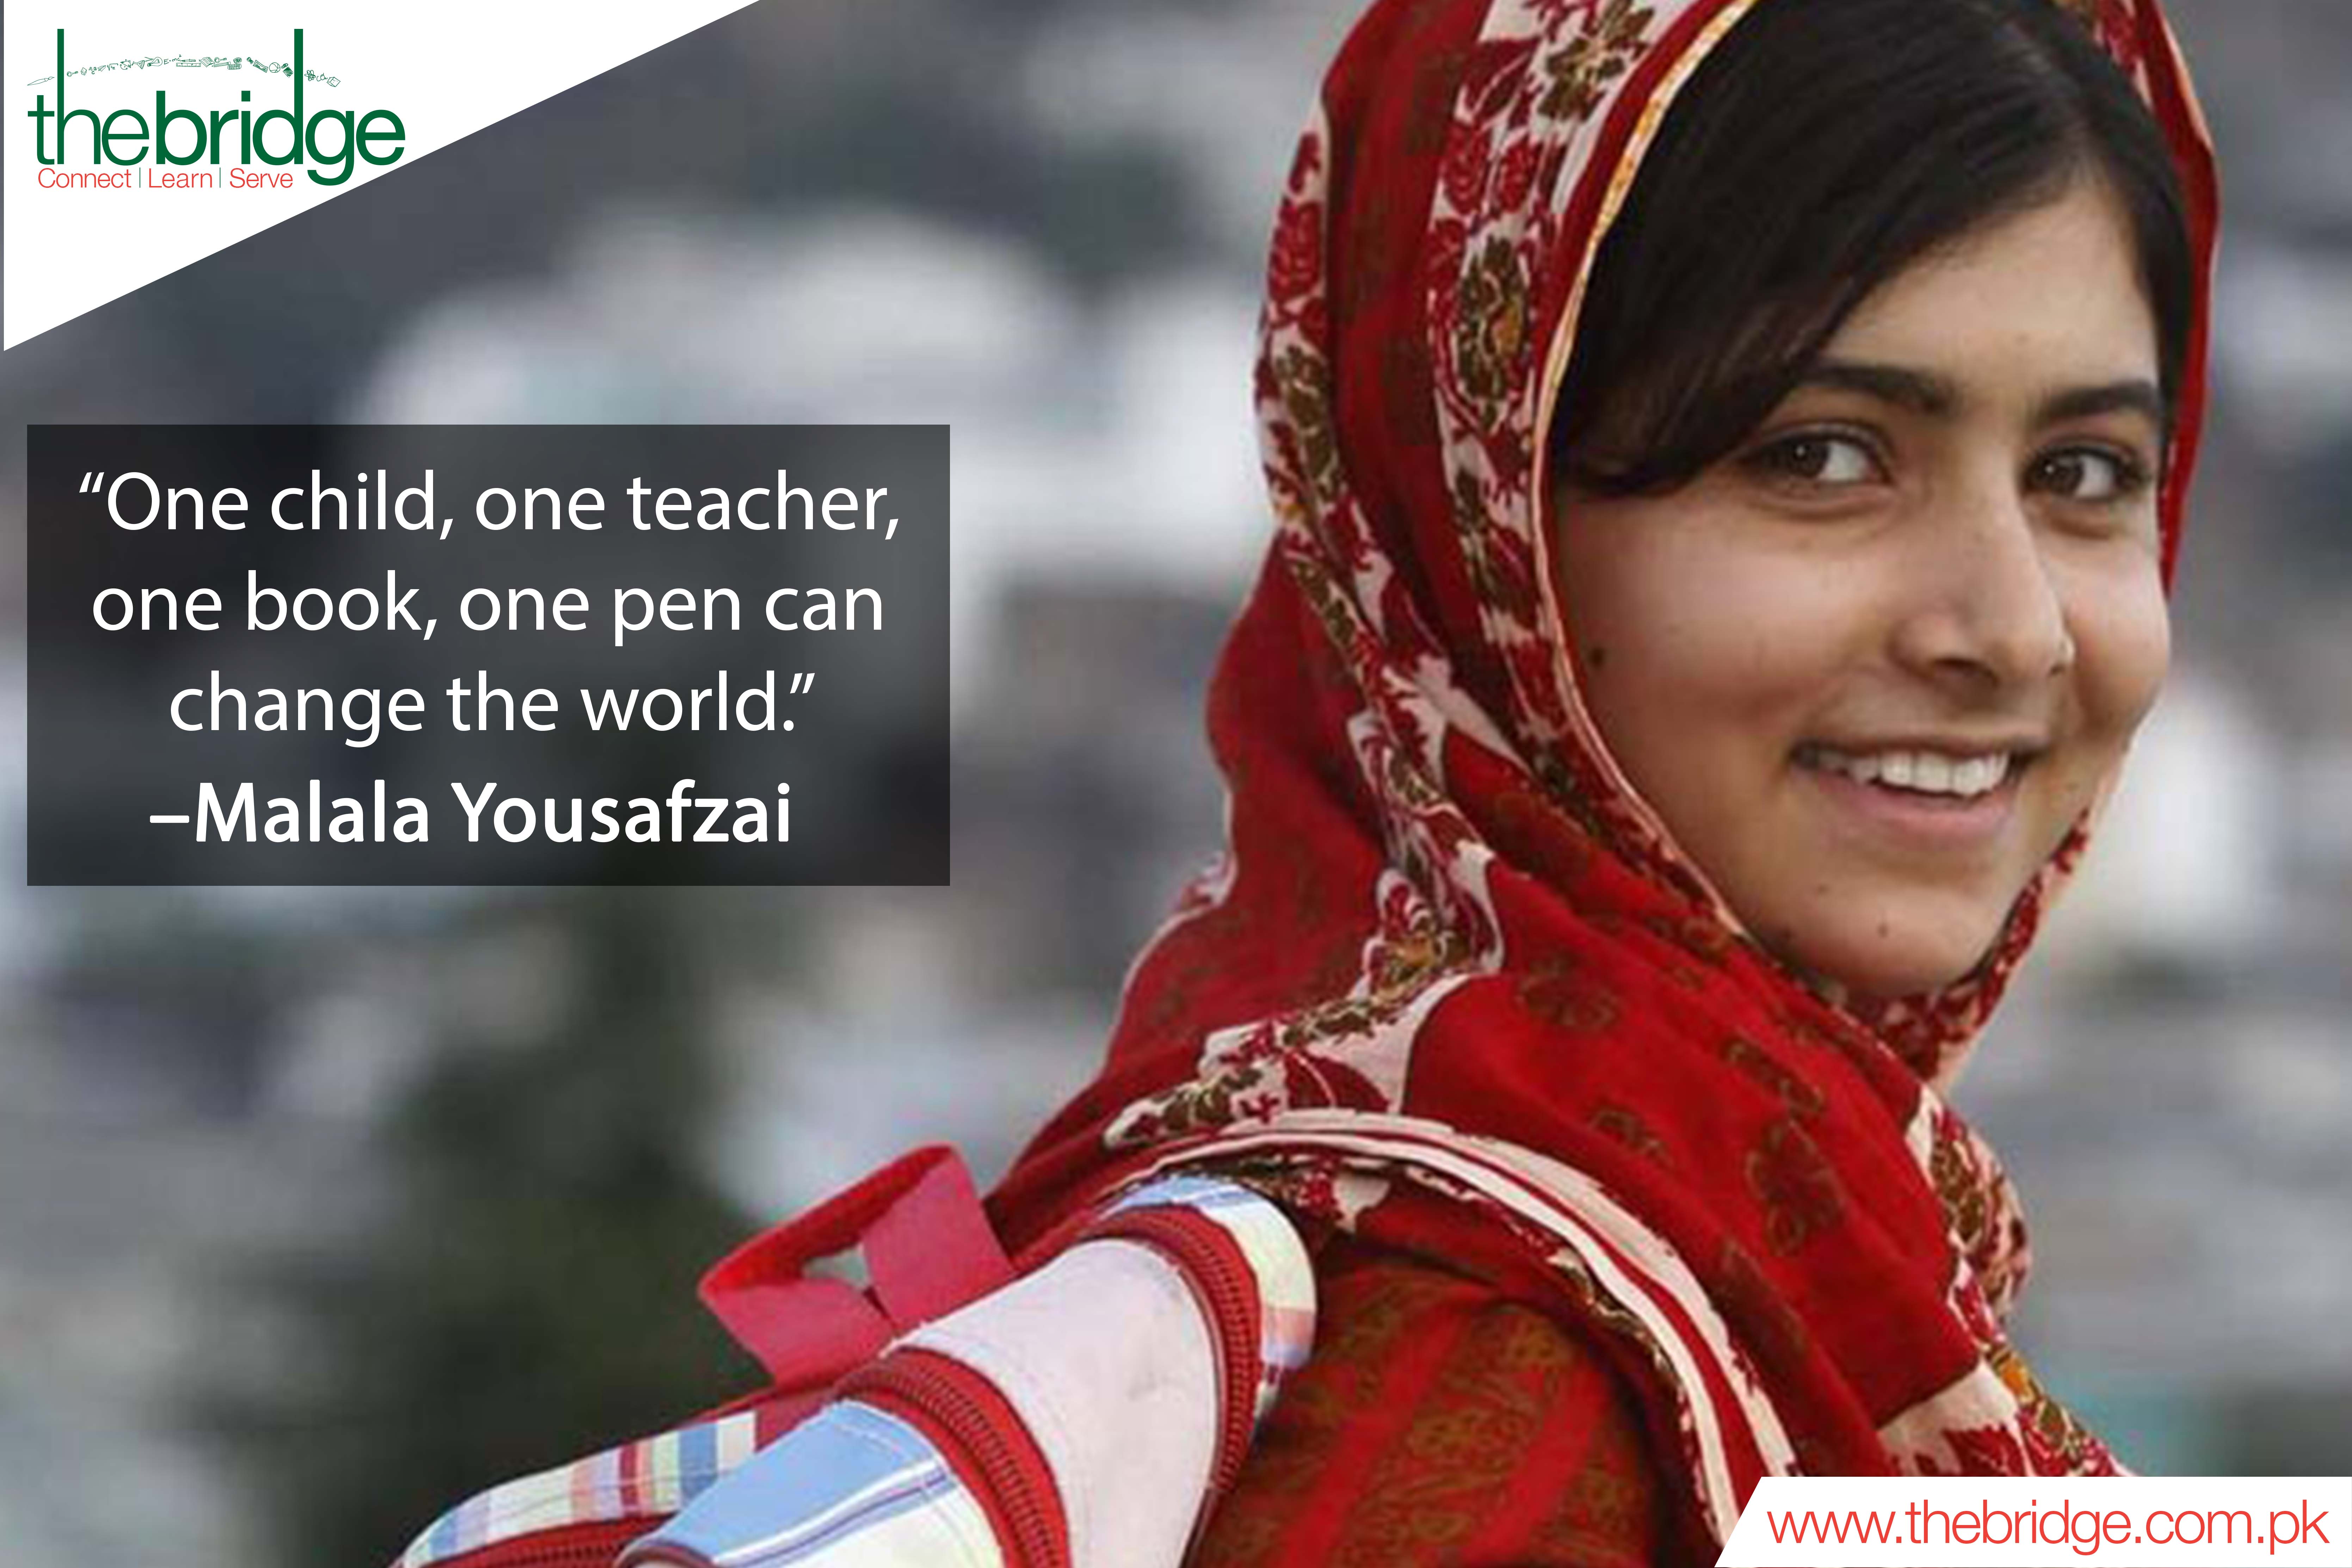 thebridge
Connect | Learn | Serve
“One child, one teacher,
one book, one pen can
change the world.”
–Malala Yousafzai
www.thebridge.com.pk